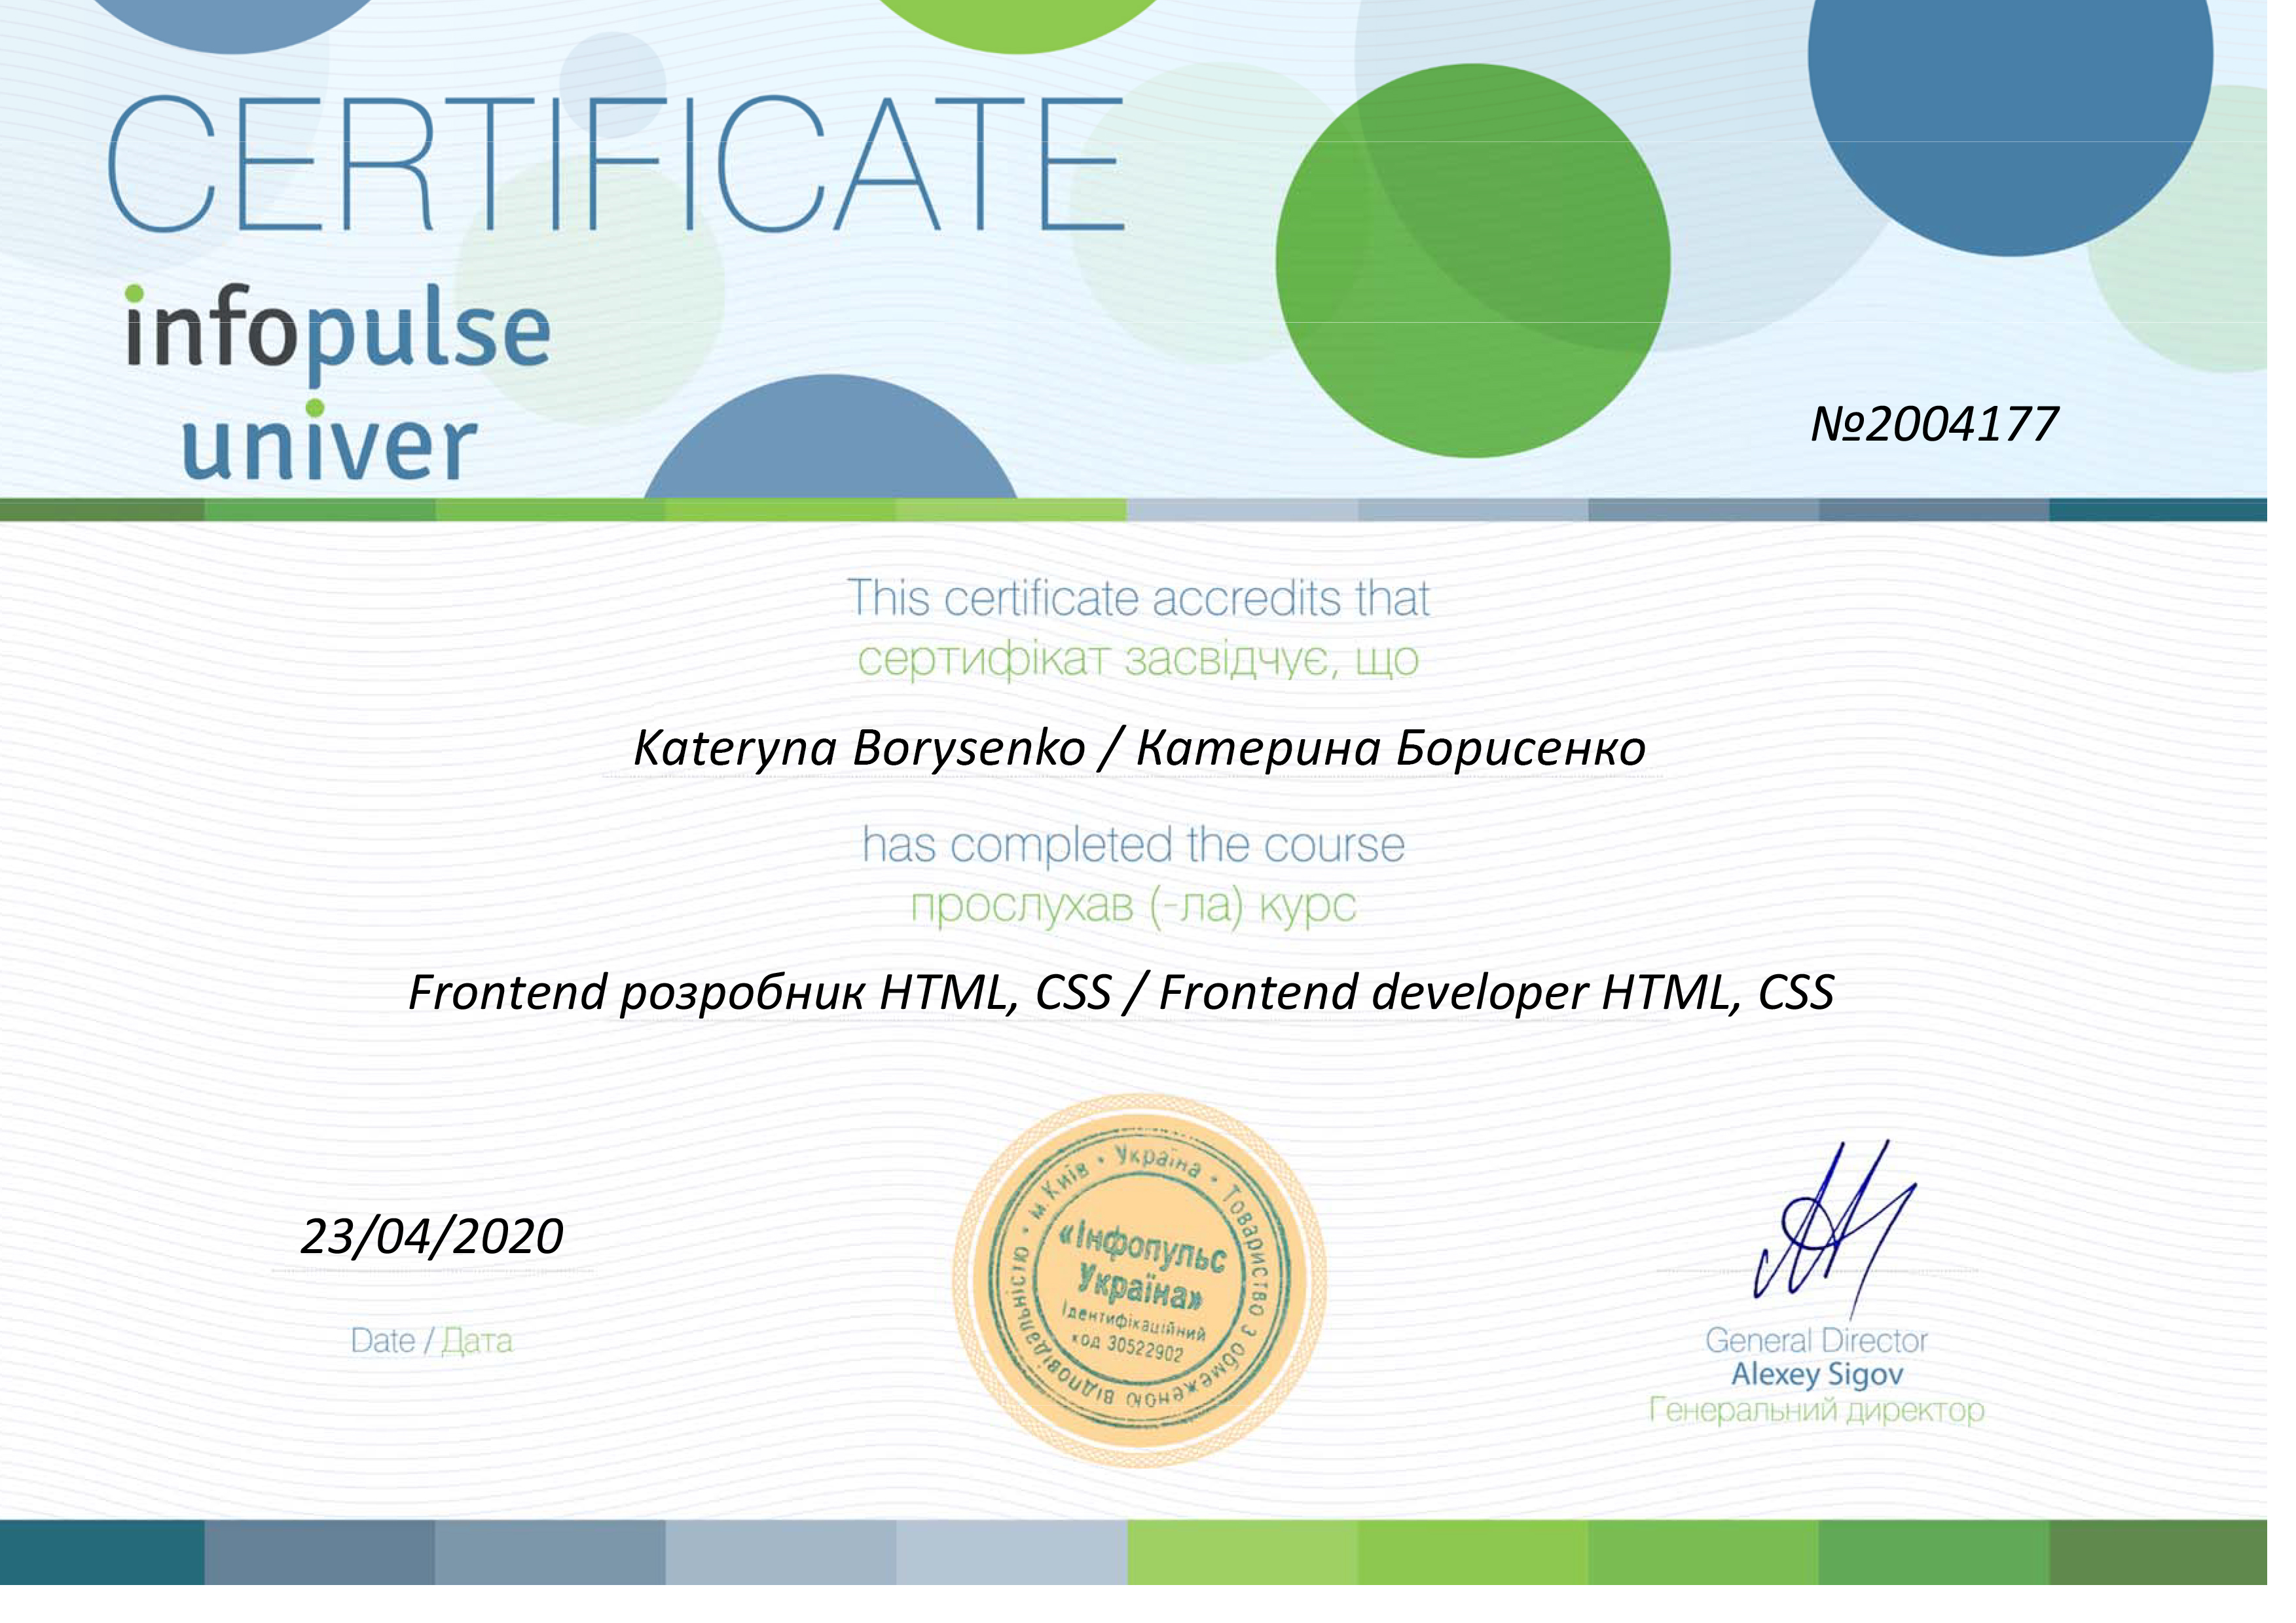 CERTIFICATE
infopulse
univer
№2004177
This certificate accredits that
сертифікат засвідчує, що
Kateryna Borysenko / Катерина Борисенко
has completed the course
прослухав (-ла) курс
Frontend розробник HTML, CSS / Frontend developer HTML, CSS
23/04/2020
Date / Дата
м.Київ • Україна • Товариство з обмеженою відповідальністю •
«Інфопульс
Україна»
Ідентифікаційний
код 30522902
General Director
Alexey Sigov
Генеральний директор